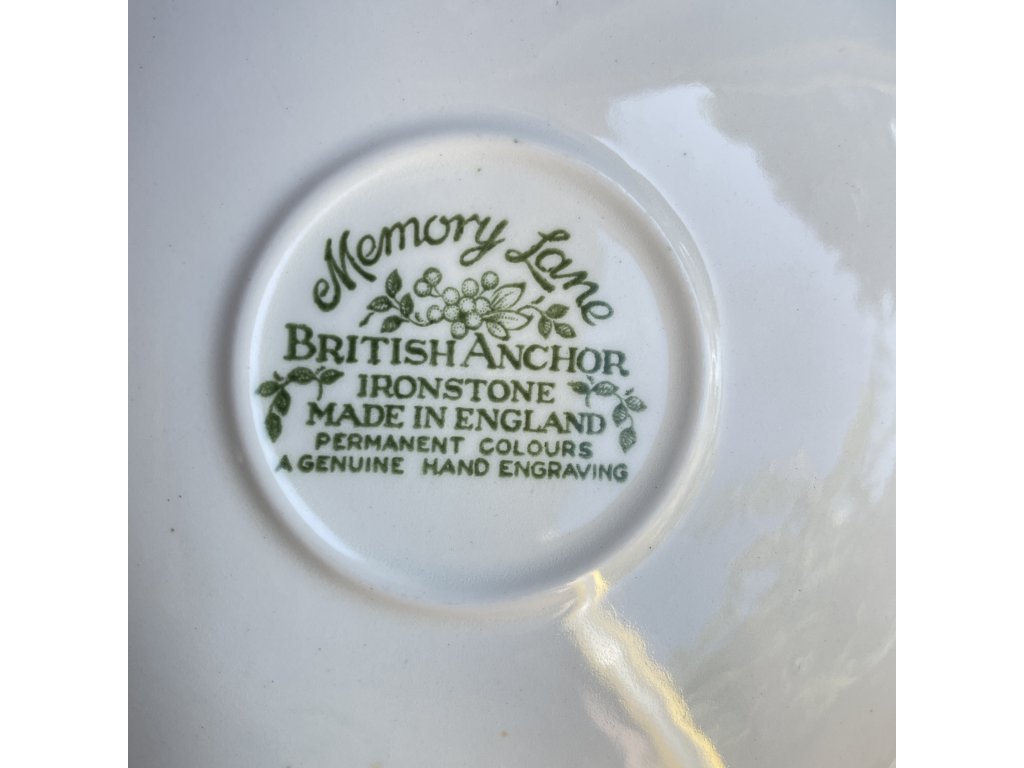 Memory Lane
BRITISH ANCHOR
IRONSTONE
MADE IN ENGLAND
PERMANENT COLOURS
A GENUINE HAND ENGRAVING